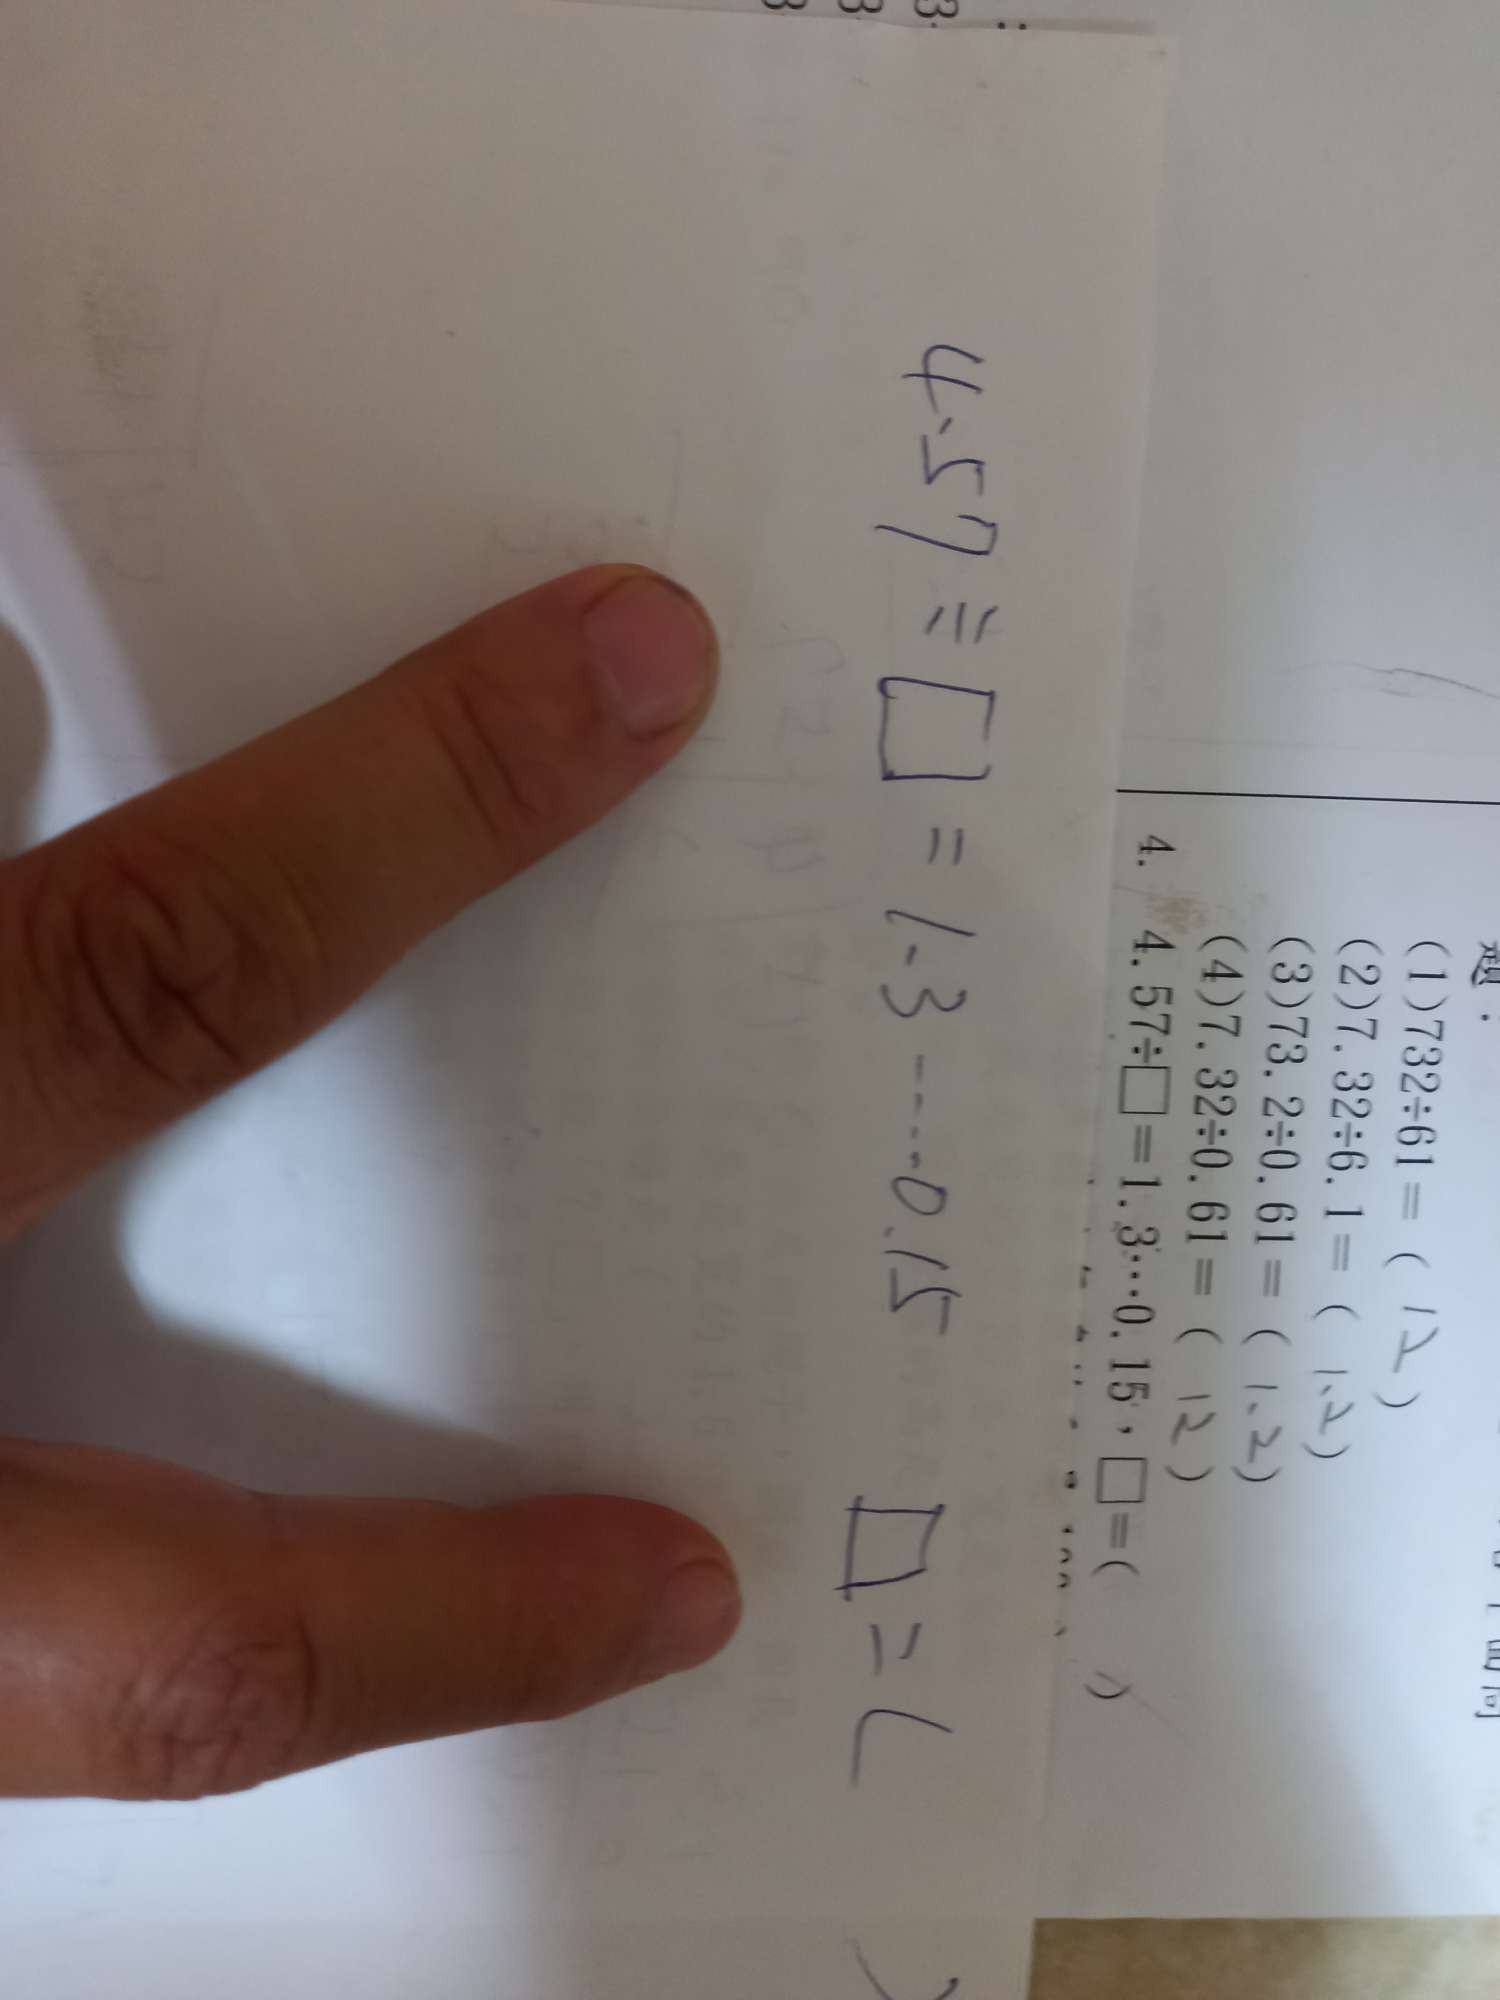 題：
(1)732÷61＝( 12 )
(2)7.32÷6.1＝( 1.2 )
(3)73.2÷0.61＝( 1.2 )
(4)7.32÷0.61＝( 12 )
4. 4.57÷□＝1.3…0.15，□＝( )
4.57÷□=1.3……0.15 □=(